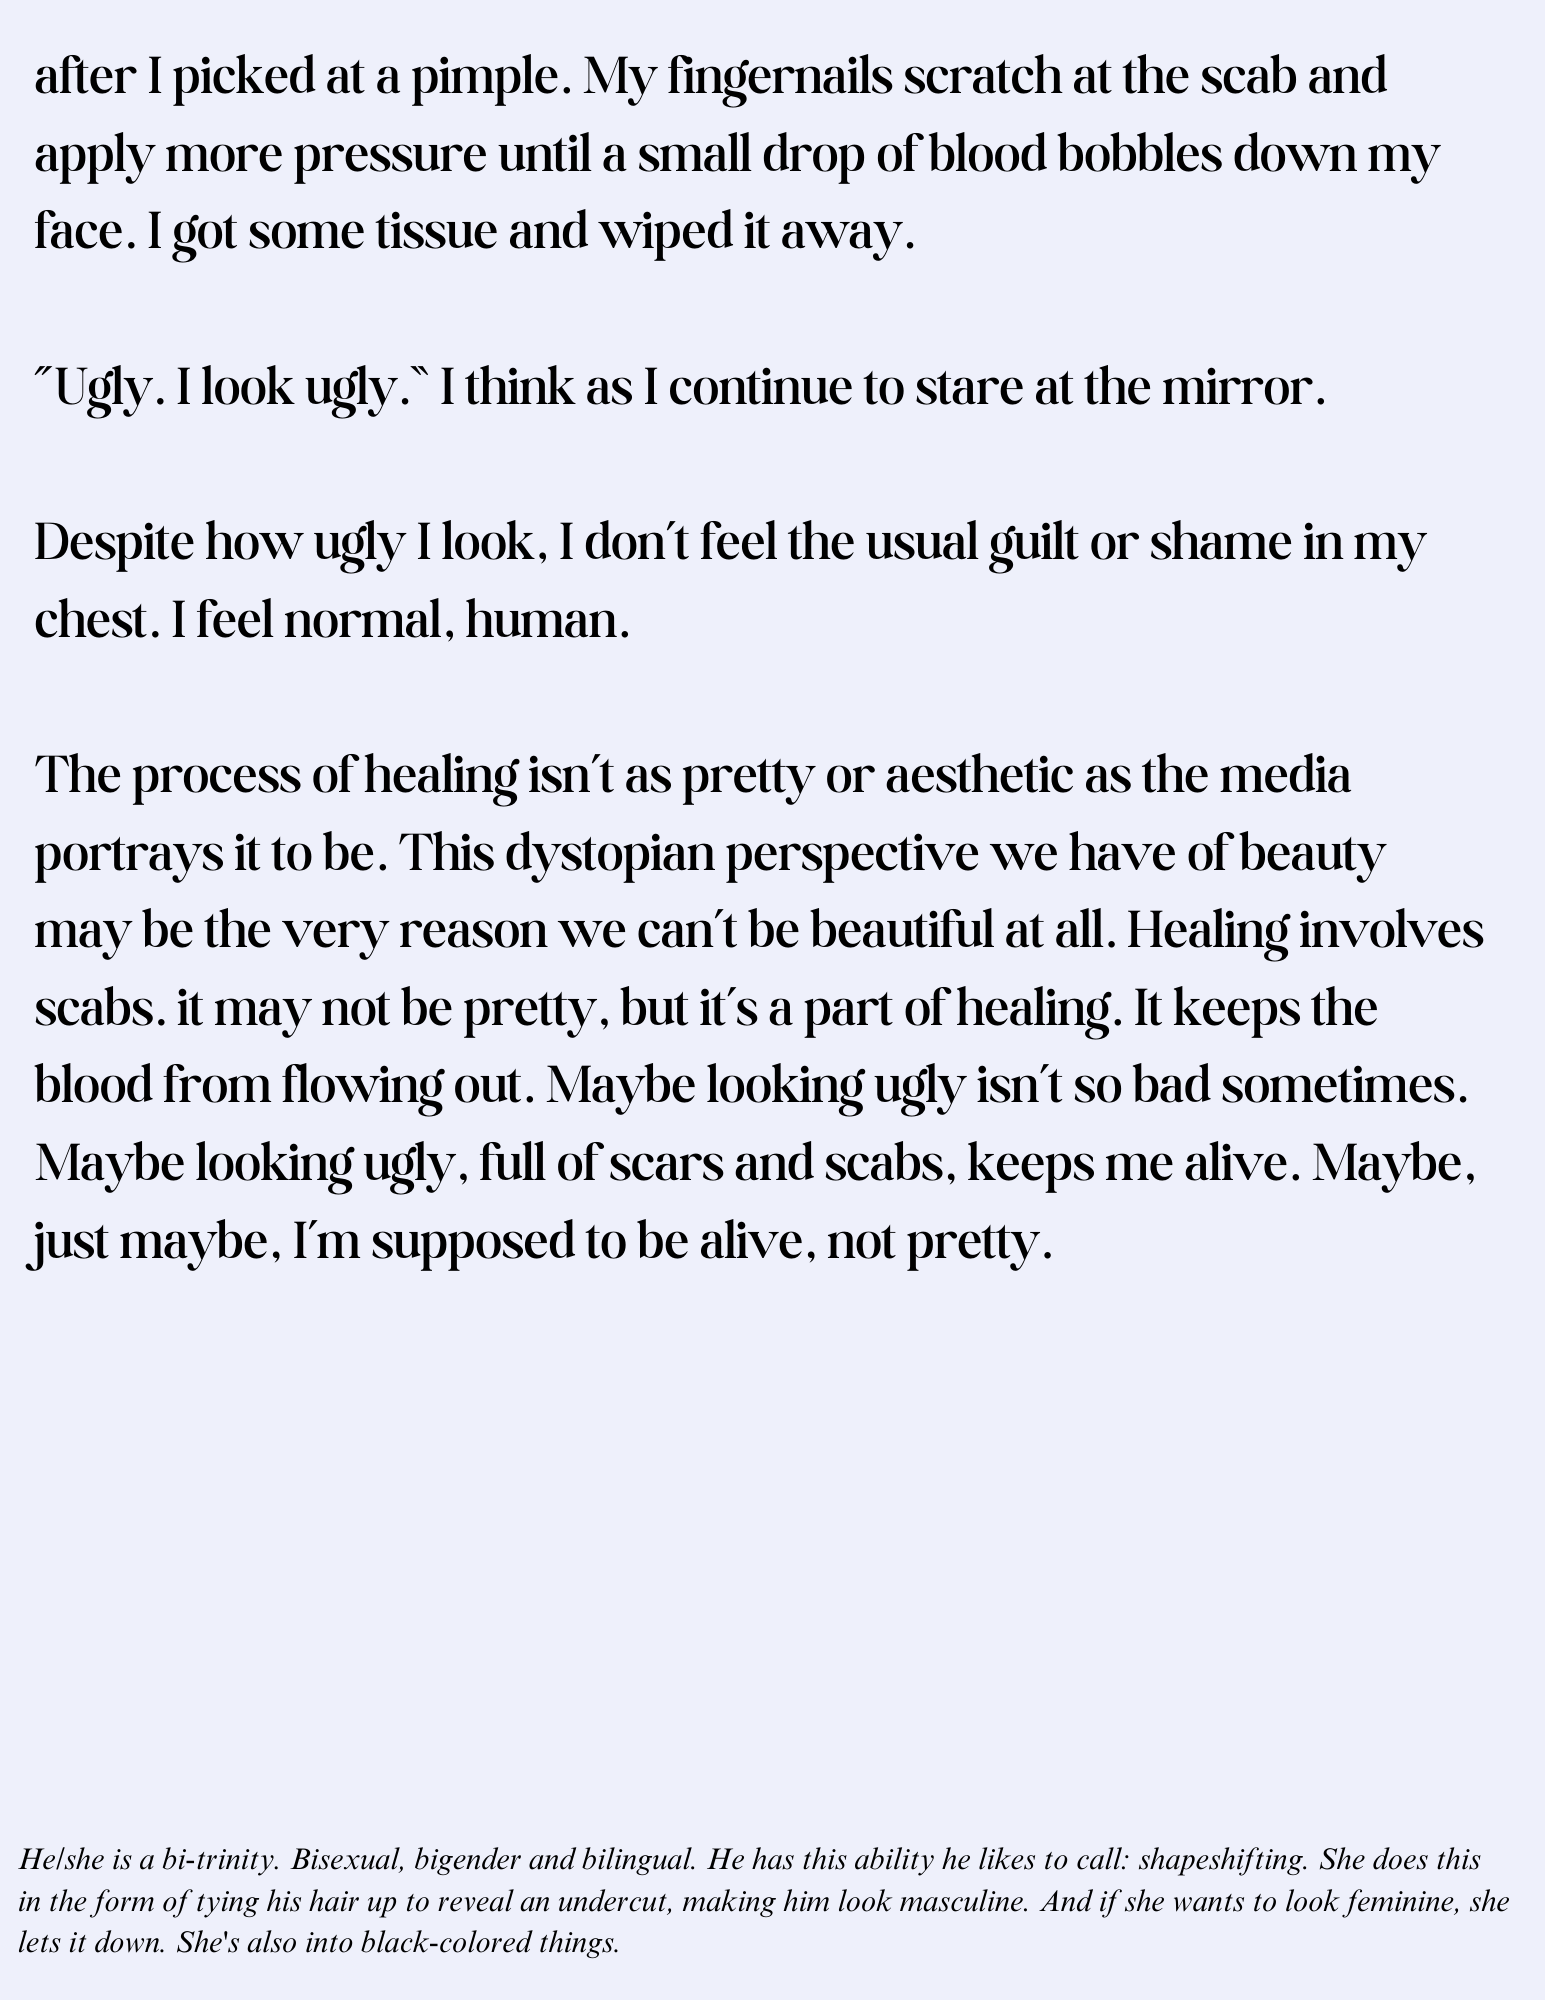 after I picked at a pimple. My fingernails scratch at the scab and
apply more pressure until a small drop of blood bobbles down my
face. I got some tissue and wiped it away.
˝Ugly. I look ugly.‶ I think as I continue to stare at the mirror.
Despite how ugly I look, I don´t feel the usual guilt or shame in my
chest. I feel normal, human.
The process of healing isn´t as pretty or aesthetic as the media
portrays it to be. This dystopian perspective we have of beauty
may be the very reason we can´t be beautiful at all. Healing involves
scabs. it may not be pretty, but it´s a part of healing. It keeps the
blood from flowing out. Maybe looking ugly isn´t so bad sometimes.
Maybe looking ugly, full of scars and scabs, keeps me alive. Maybe,
just maybe, I´m supposed to be alive, not pretty.
He/she is a bi-trinity. Bisexual, bigender and bilingual. He has this ability he likes to call: shapeshifting. She does this
in the form of tying his hair up to reveal an undercut, making him look masculine. And if she wants to look feminine, she
lets it down. She's also into black-colored things.